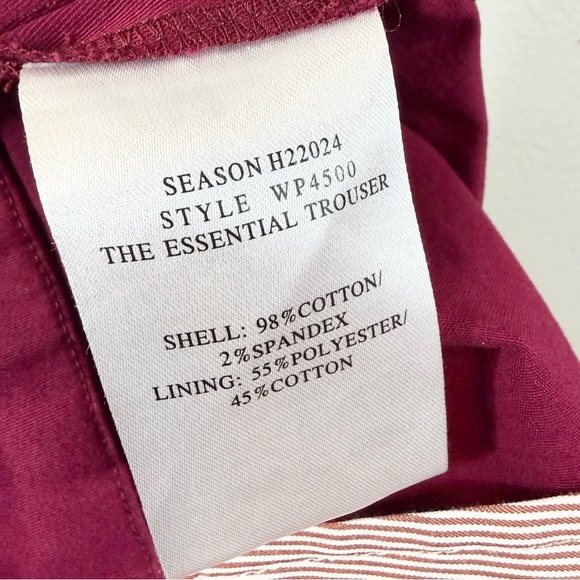 SEASON H22024
STYLE WP4500
THE ESSENTIAL TROUSER
SHELL: 98%COTTON/
2%SPANDEX
LINING: 55%POLYESTER/
45%COTTON